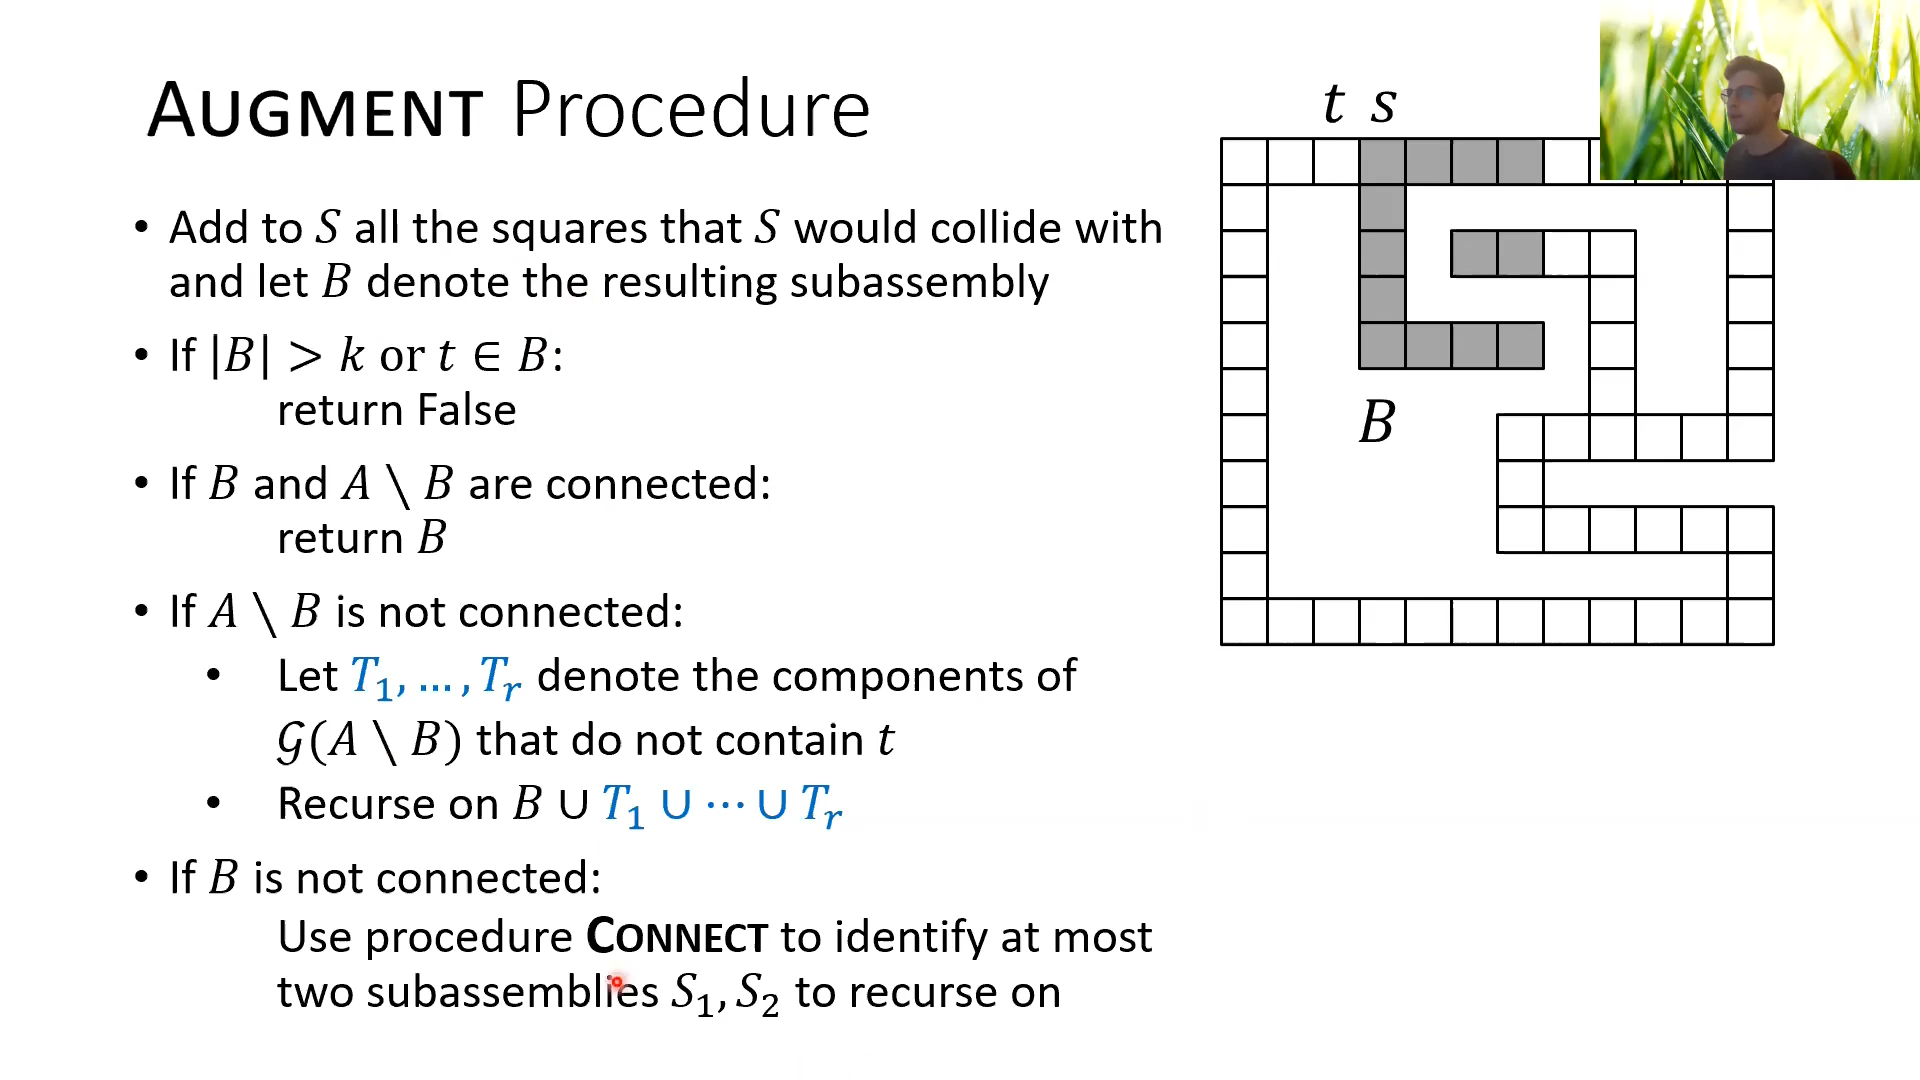 AUGMENT Procedure
t s
• Add to S all the squares that S would collide with
and let B denote the resulting subassembly
• If |B| > k or t ∈ B:
return False
B
• If B and A \ B are connected:
return B
• If A \ B is not connected:
• Let T₁, … , Tᵣ denote the components of
𝒢(A \ B) that do not contain t
• Recurse on B ∪ T₁ ∪ ⋯ ∪ Tᵣ
• If B is not connected:
Use procedure CONNECT to identify at most
two subassemblies S₁, S₂ to recurse on